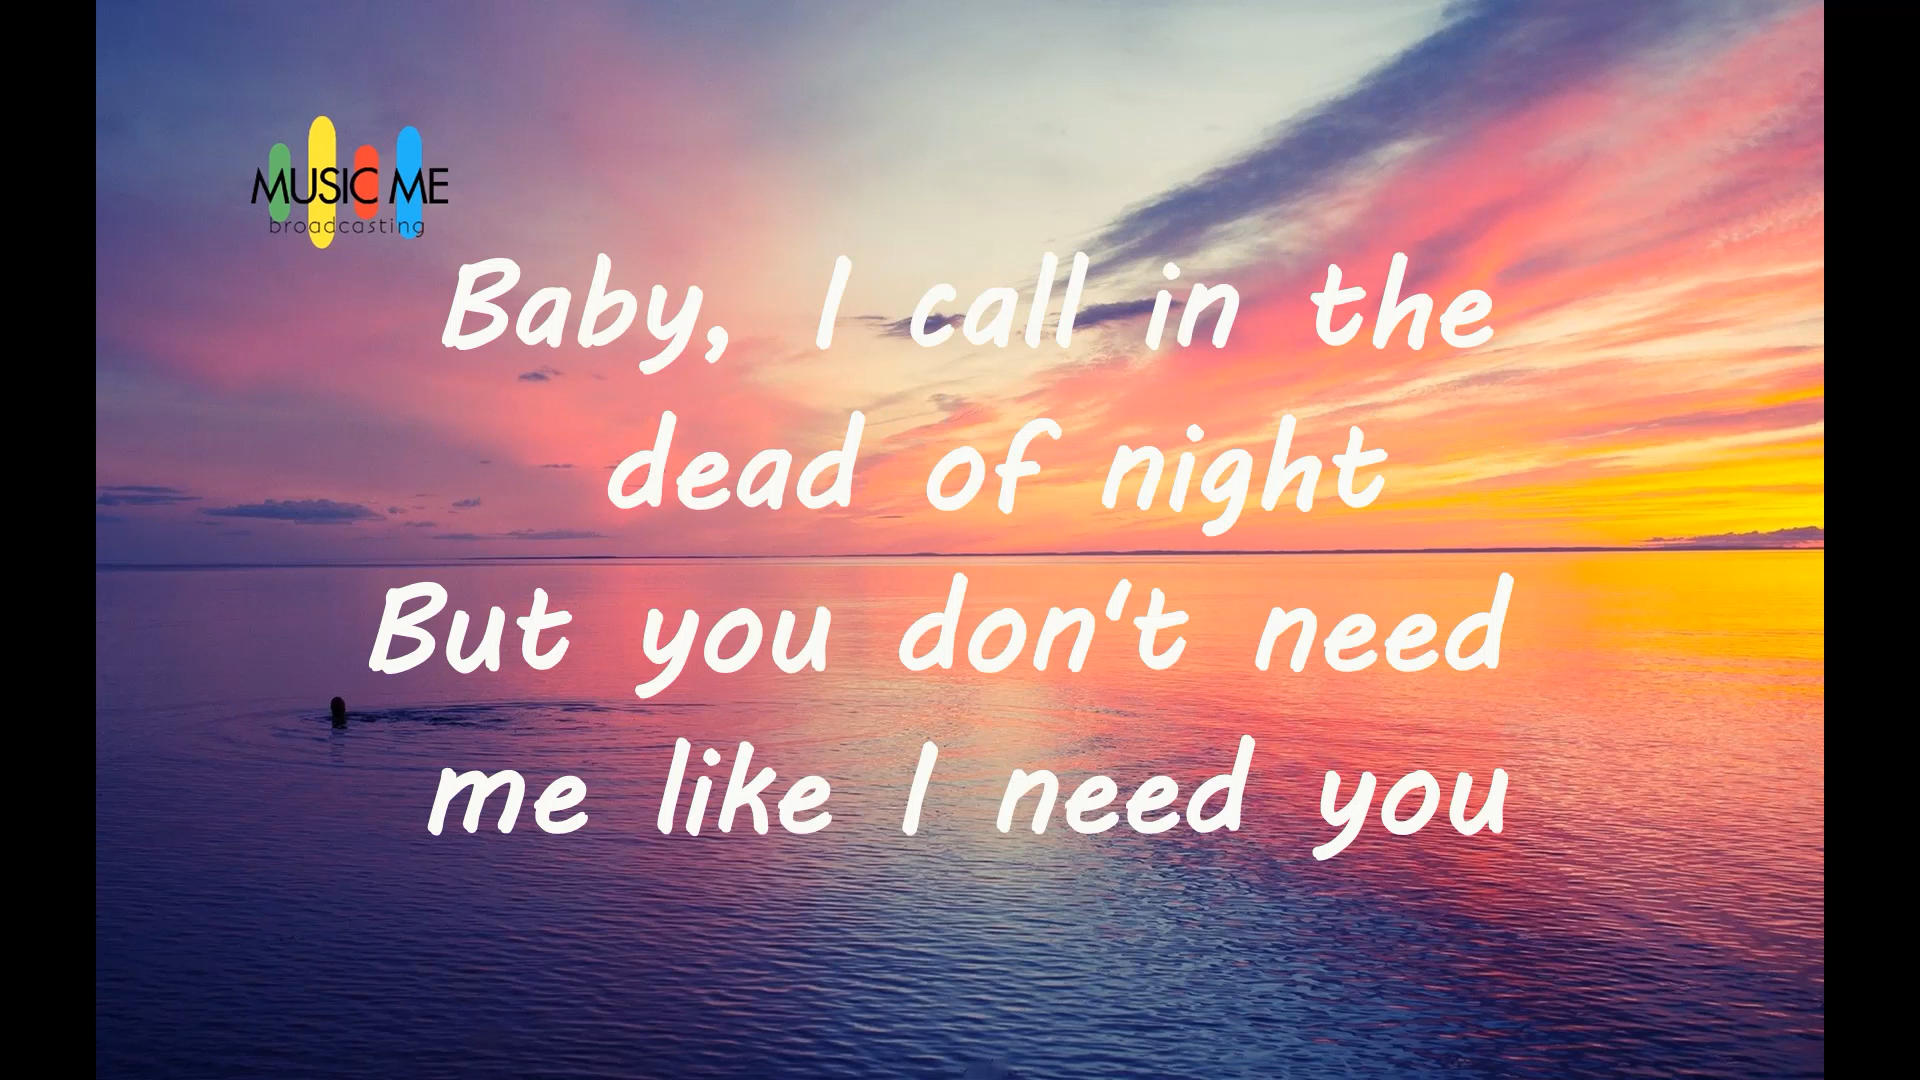 MUSIC ME
broadcasting
Baby, I call in the
dead of night
But you don't need
me like I need you